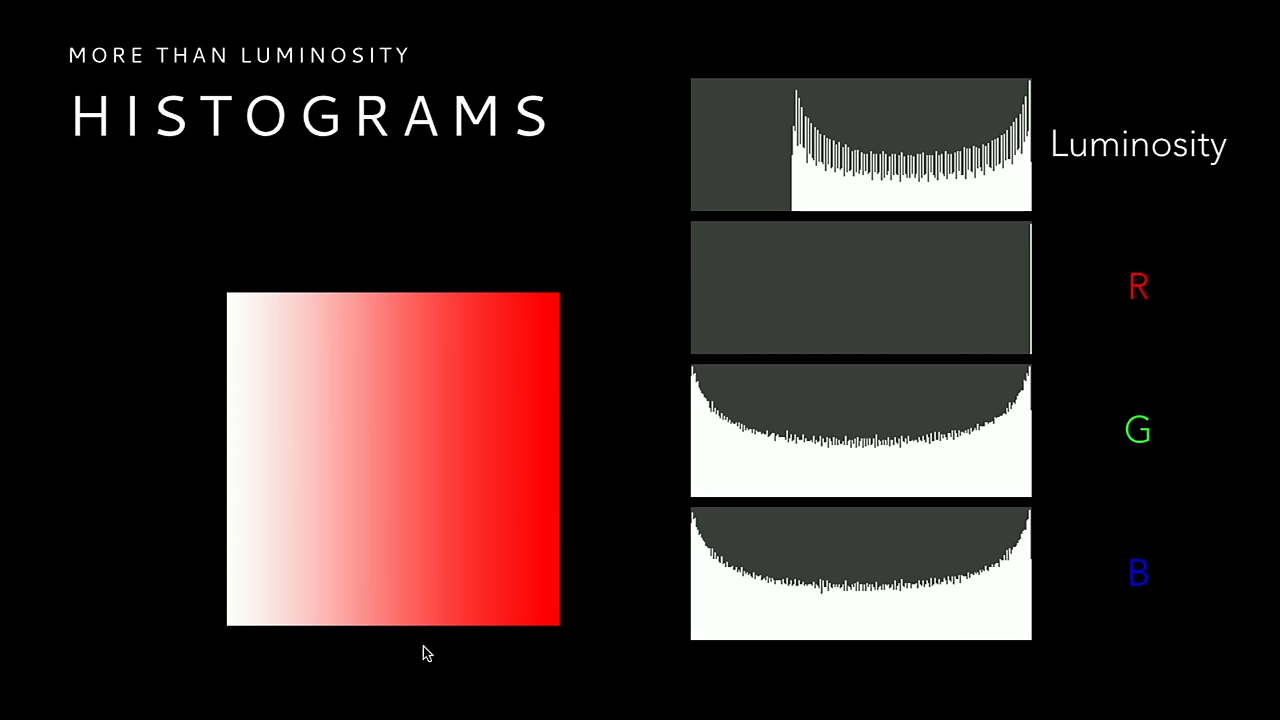 MORE THAN LUMINOSITY
HISTOGRAMS
Luminosity
R
G
B